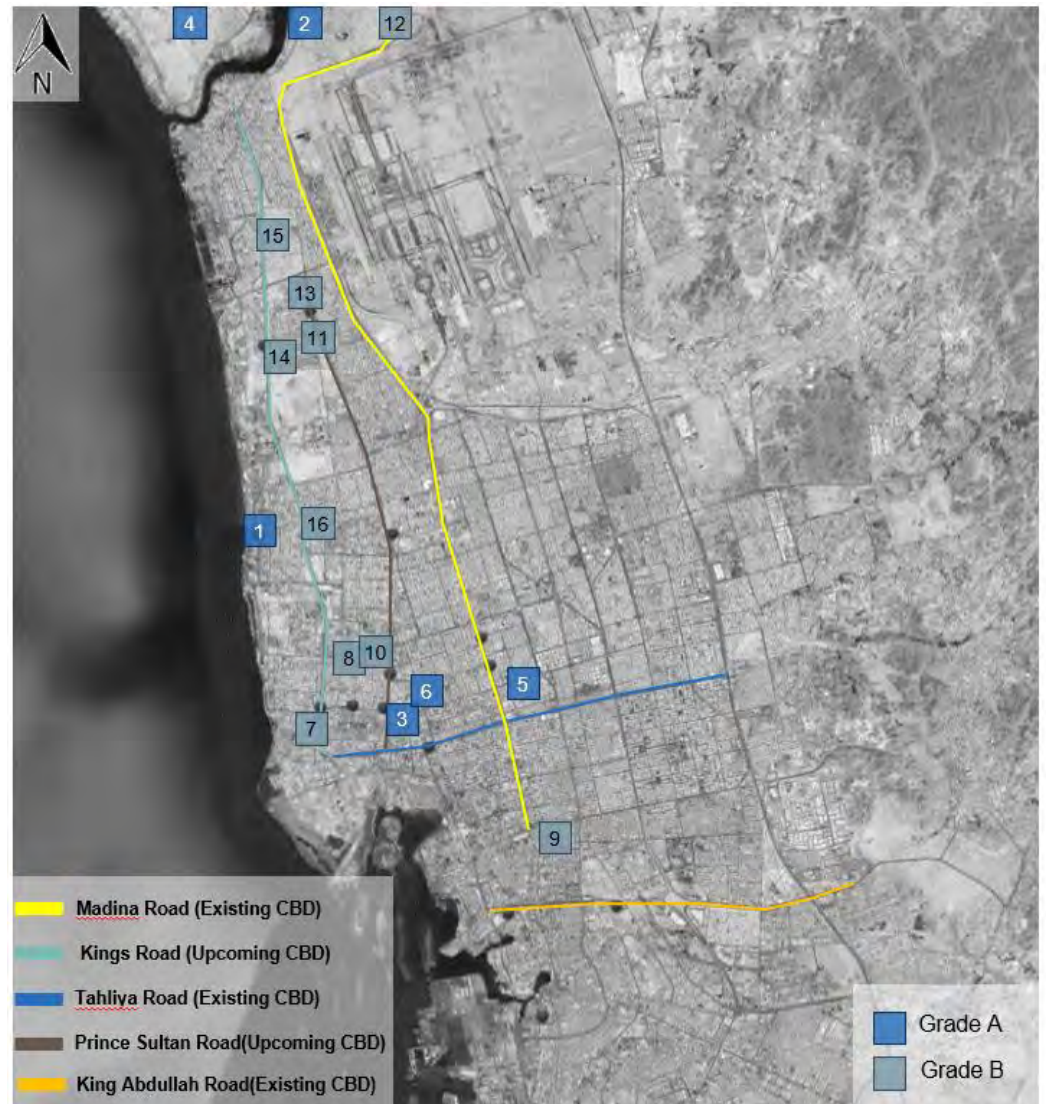 4
2
12
N
15
13
11
14
1
16
8
10
6
5
3
7
9
Madina Road (Existing CBD)
Kings Road (Upcoming CBD)
Tahliya Road (Existing CBD)
Prince Sultan Road(Upcoming CBD)
King Abdullah Road(Existing CBD)
Grade A
Grade B